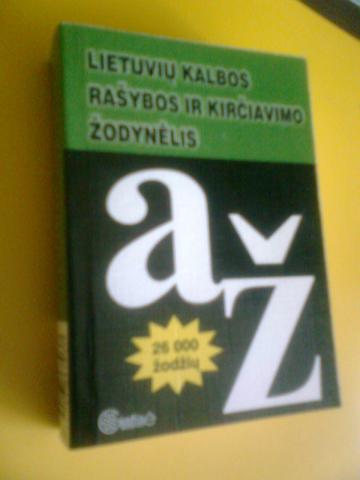 LIETUVIŲ KALBOS
RAŠYBOS IR KIRČIAVIMO
ŽODYNĖLIS
a
ž
26 000
žodžių